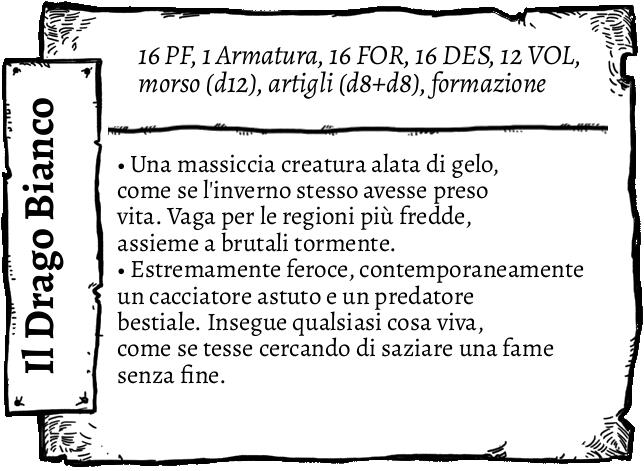 Il Drago Bianco
16 PF, 1 Armatura, 16 FOR, 16 DES, 12 VOL,
morso (d12), artigli (d8+d8), formazione
• Una massiccia creatura alata di gelo,
come se l'inverno stesso avesse preso
vita. Vaga per le regioni più fredde,
assieme a brutali tormente.
• Estremamente feroce, contemporaneamente
un cacciatore astuto e un predatore
bestiale. Insegue qualsiasi cosa viva,
come se tesse cercando di saziare una fame
senza fine.